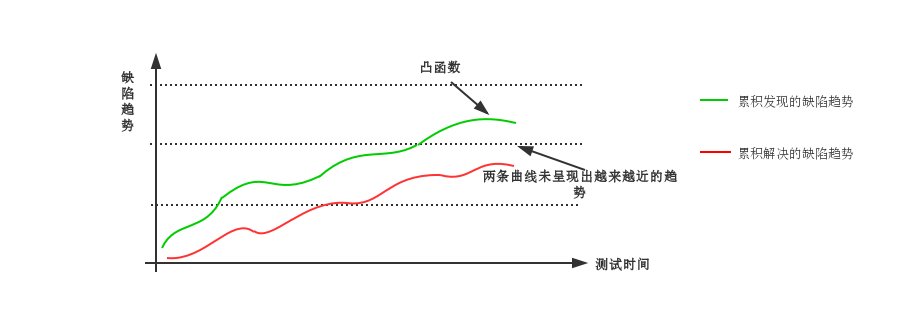 凸函数
缺
陷
趋
势
累积发现的缺陷趋势
累积解决的缺陷趋势
两条曲线未呈现出越来越近的趋
势
测试时间